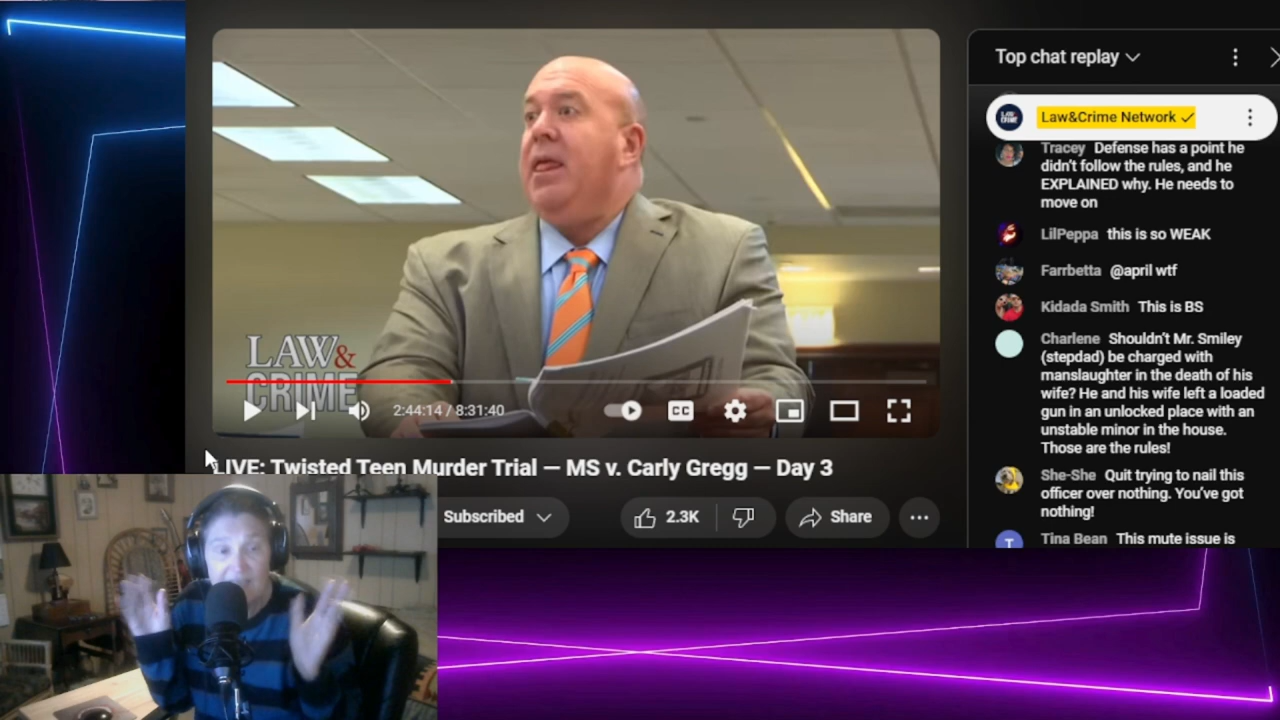 Top chat replay
Law&Crime Network
Tracey Defense has a point he
didn't follow the rules, and he
EXPLAINED why. He needs to
move on
LilPeppa this is so WEAK
Farrbetta @april wtf
Kidada Smith This is BS
Charlene Shouldn't Mr. Smiley
(stepdad) be charged with
manslaughter in the death of his
wife? He and his wife left a loaded
gun in an unlocked place with an
unstable minor in the house.
Those are the rules!
She-She Quit trying to nail this
officer over nothing. You've got
nothing!
T
Tina Bean This mute issue is
LAW&
CRIME
2:44:14 / 8:31:40
CC
LIVE: Twisted Teen Murder Trial — MS v. Carly Gregg — Day 3
Subscribed
2.3K
Share